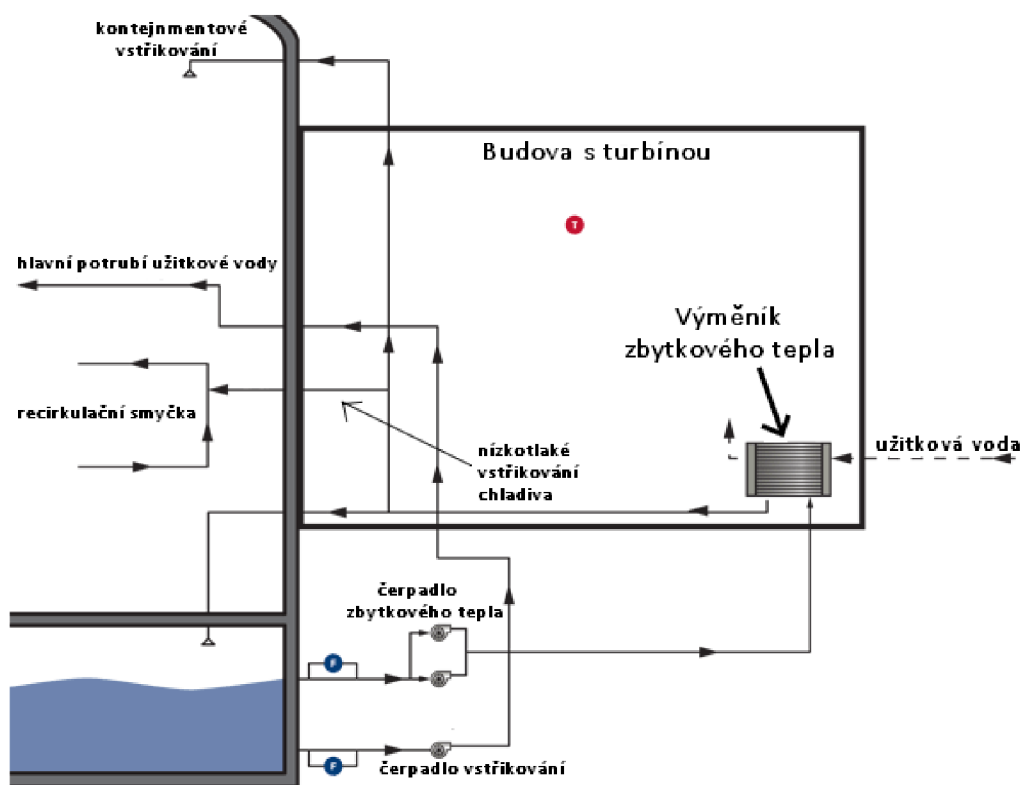 kontejnmentové
vstřikování
Budova s turbínou
T
hlavní potrubí užitkové vody
Výměník
zbytkového tepla
recirkulační smyčka
nízkotlaké
vstřikování
chladiva
užitková voda
čerpadlo
zbytkového tepla
F
F
čerpadlo vstřikování